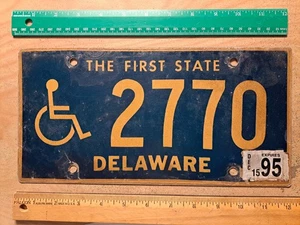 THE FIRST STATE
2770
DELAWARE
DEC
EXPIRES
15 95